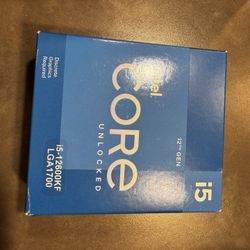 intel
CORE
UNLOCKED
12TH GEN
i5
Discrete
Graphics
Required
i5-12600KF
LGA1700